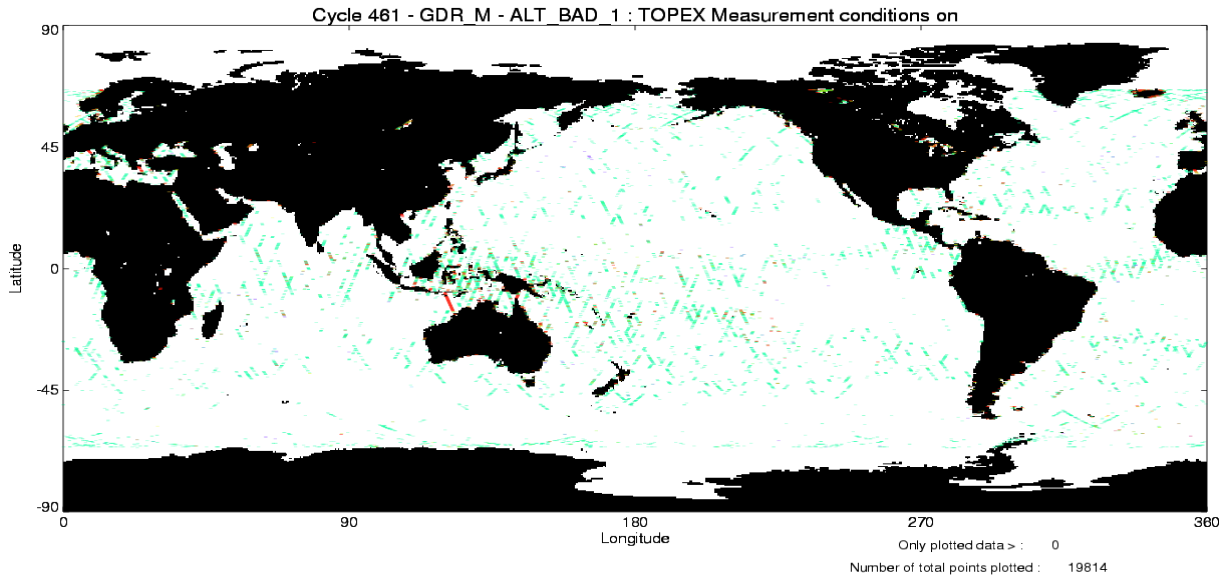 Cycle 461 - GDR_M - ALT_BAD_1 : TOPEX Measurement conditions on
90
45
0
-45
-90
Latitude
0 90 180 270 360
Longitude
Only plotted data > : 0
Number of total points plotted : 19814